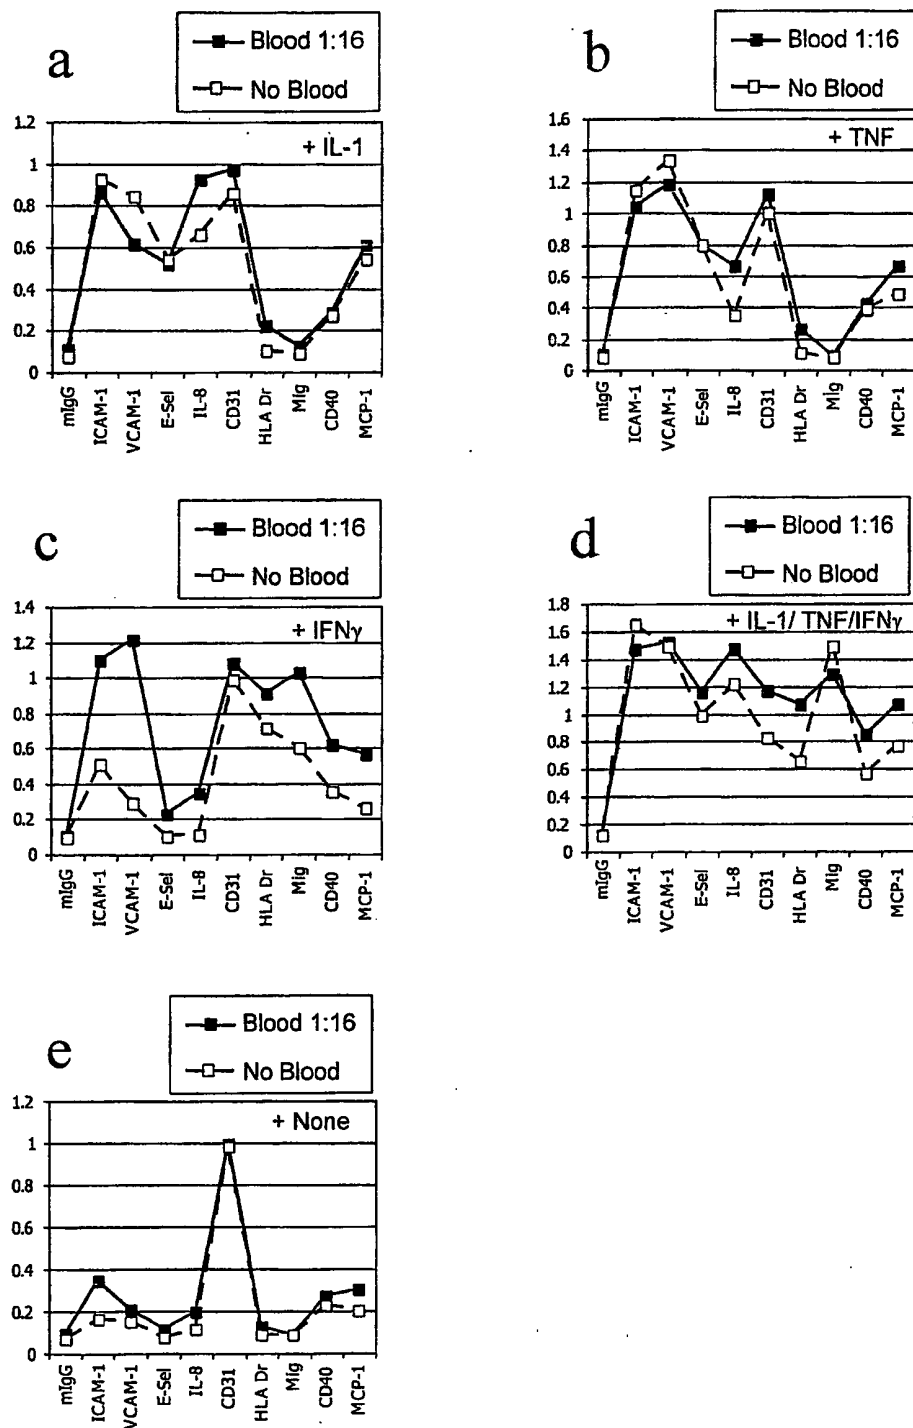 a
Blood 1:16
No Blood
+ IL-1
1.2
1
0.8
0.6
0.4
0.2
0
mIgG
ICAM-1
VCAM-1
E-Sel
IL-8
CD31
HLA Dr
Mig
CD40
MCP-1
b
Blood 1:16
No Blood
+ TNF
1.6
1.4
1.2
1
0.8
0.6
0.4
0.2
0
mIgG
ICAM-1
VCAM-1
E-Sel
IL-8
CD31
HLA Dr
Mig
CD40
MCP-1
c
Blood 1:16
No Blood
+ IFNγ
1.4
1.2
1
0.8
0.6
0.4
0.2
0
mIgG
ICAM-1
VCAM-1
E-Sel
IL-8
CD31
HLA Dr
Mig
CD40
MCP-1
d
Blood 1:16
No Blood
+ IL-1/ TNF/IFNγ
1.8
1.6
1.4
1.2
1
0.8
0.6
0.4
0.2
0
mIgG
ICAM-1
VCAM-1
E-Sel
IL-8
CD31
HLA Dr
Mig
CD40
MCP-1
e
Blood 1:16
No Blood
+ None
1.2
1
0.8
0.6
0.4
0.2
0
mIgG
ICAM-1
VCAM-1
E-Sel
IL-8
CD31
HLA Dr
Mig
CD40
MCP-1